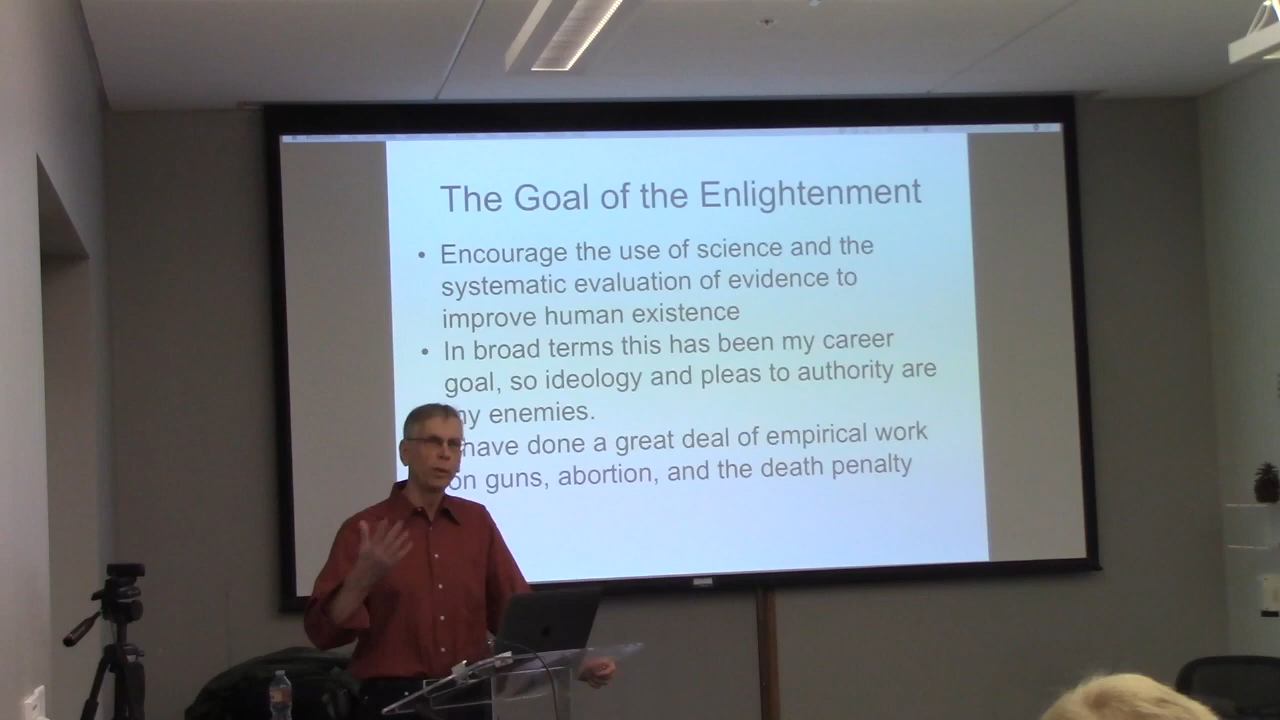 The Goal of the Enlightenment
• Encourage the use of science and the
systematic evaluation of evidence to
improve human existence
• In broad terms this has been my career
goal, so ideology and pleas to authority are
my enemies.
have done a great deal of empirical work
on guns, abortion, and the death penalty